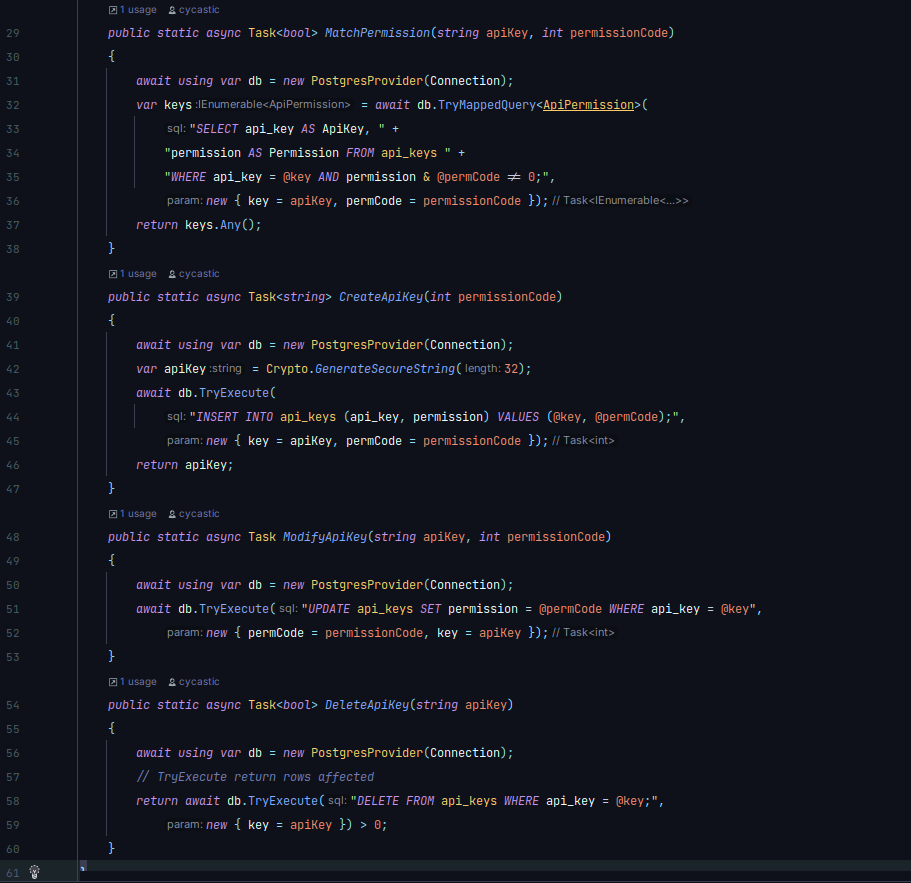 1 usage cycastic
29 public static async Task<bool> MatchPermission(string apiKey, int permissionCode)
30 {
31 await using var db = new PostgresProvider(Connection);
32 var keys :IEnumerable<ApiPermission> = await db.TryMappedQuery<ApiPermission>(
33 sql: "SELECT api_key AS ApiKey, " +
34 "permission AS Permission FROM api_keys " +
35 "WHERE api_key = @key AND permission & @permCode != 0;",
36 param: new { key = apiKey, permCode = permissionCode }); // Task<IEnumerable<...>>
37 return keys.Any();
38 }
1 usage cycastic
39 public static async Task<string> CreateApiKey(int permissionCode)
40 {
41 await using var db = new PostgresProvider(Connection);
42 var apiKey :string = Crypto.GenerateSecureString( length: 32);
43 await db.TryExecute(
44 sql: "INSERT INTO api_keys (api_key, permission) VALUES (@key, @permCode);",
45 param: new { key = apiKey, permCode = permissionCode }); // Task<int>
46 return apiKey;
47 }
1 usage cycastic
48 public static async Task ModifyApiKey(string apiKey, int permissionCode)
49 {
50 await using var db = new PostgresProvider(Connection);
51 await db.TryExecute( sql: "UPDATE api_keys SET permission = @permCode WHERE api_key = @key",
52 param: new { permCode = permissionCode, key = apiKey }); // Task<int>
53 }
1 usage cycastic
54 public static async Task<bool> DeleteApiKey(string apiKey)
55 {
56 await using var db = new PostgresProvider(Connection);
57 // TryExecute return rows affected
58 return await db.TryExecute( sql: "DELETE FROM api_keys WHERE api_key = @key;",
59 param: new { key = apiKey }) > 0;
60 }
61 }